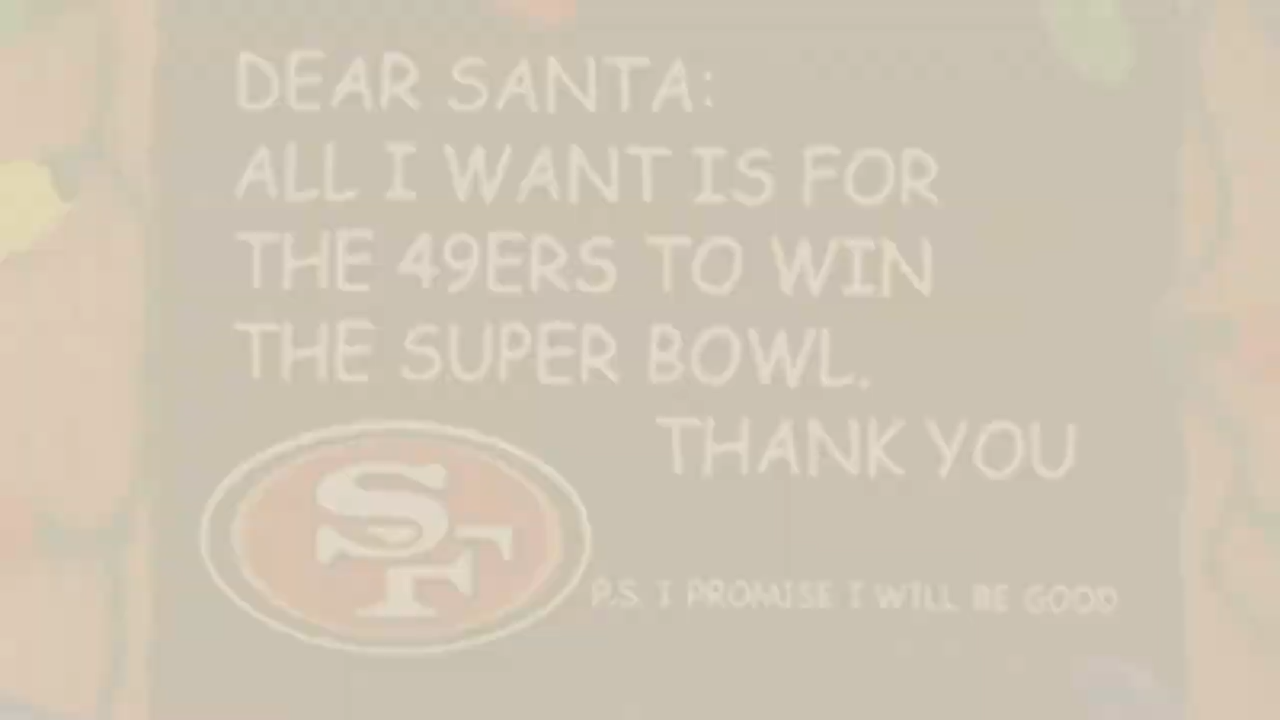 DEAR SANTA:
ALL I WANT IS FOR
THE 49ERS TO WIN
THE SUPER BOWL.
THANK YOU
SF
P.S. I PROMISE I WILL BE GOOD